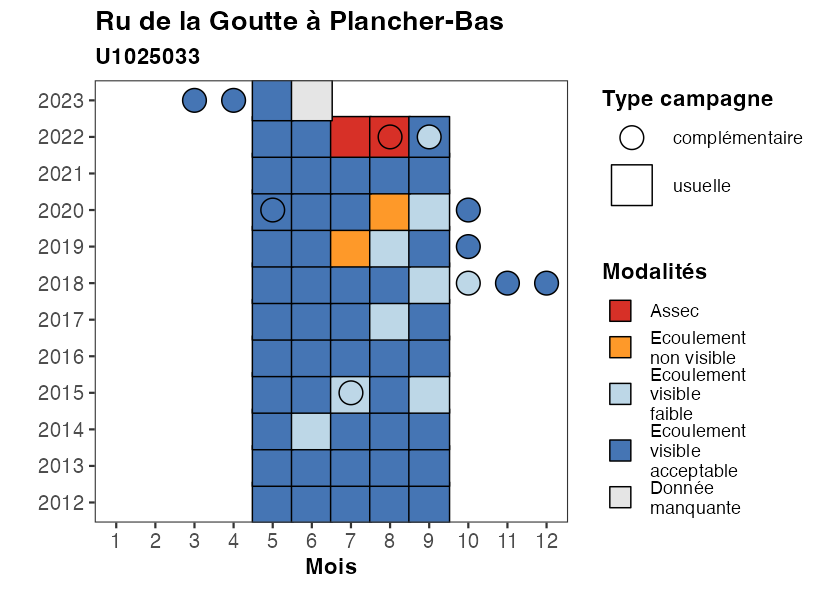 Ru de la Goutte à Plancher-Bas
U1025033
2023
2022
2021
2020
2019
2018
2017
2016
2015
2014
2013
2012
1 2 3 4 5 6 7 8 9 10 11 12
Mois
Type campagne
complémentaire
usuelle
Modalités
Assec
Ecoulement
non visible
Ecoulement
visible
faible
Ecoulement
visible
acceptable
Donnée
manquante